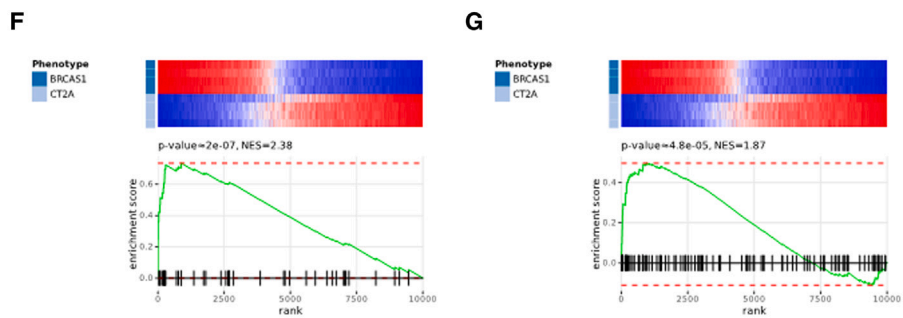 F
Phenotype
BRCAS1
CT2A
p-value=2e-07, NES=2.38
enrichment score
0.6
0.4
0.2
0.0
0
2500
5000
7500
10000
rank
G
Phenotype
BRCAS1
CT2A
p-value=4.8e-05, NES=1.87
enrichment score
0.4
0.2
0.0
0
2500
5000
7500
10000
rank